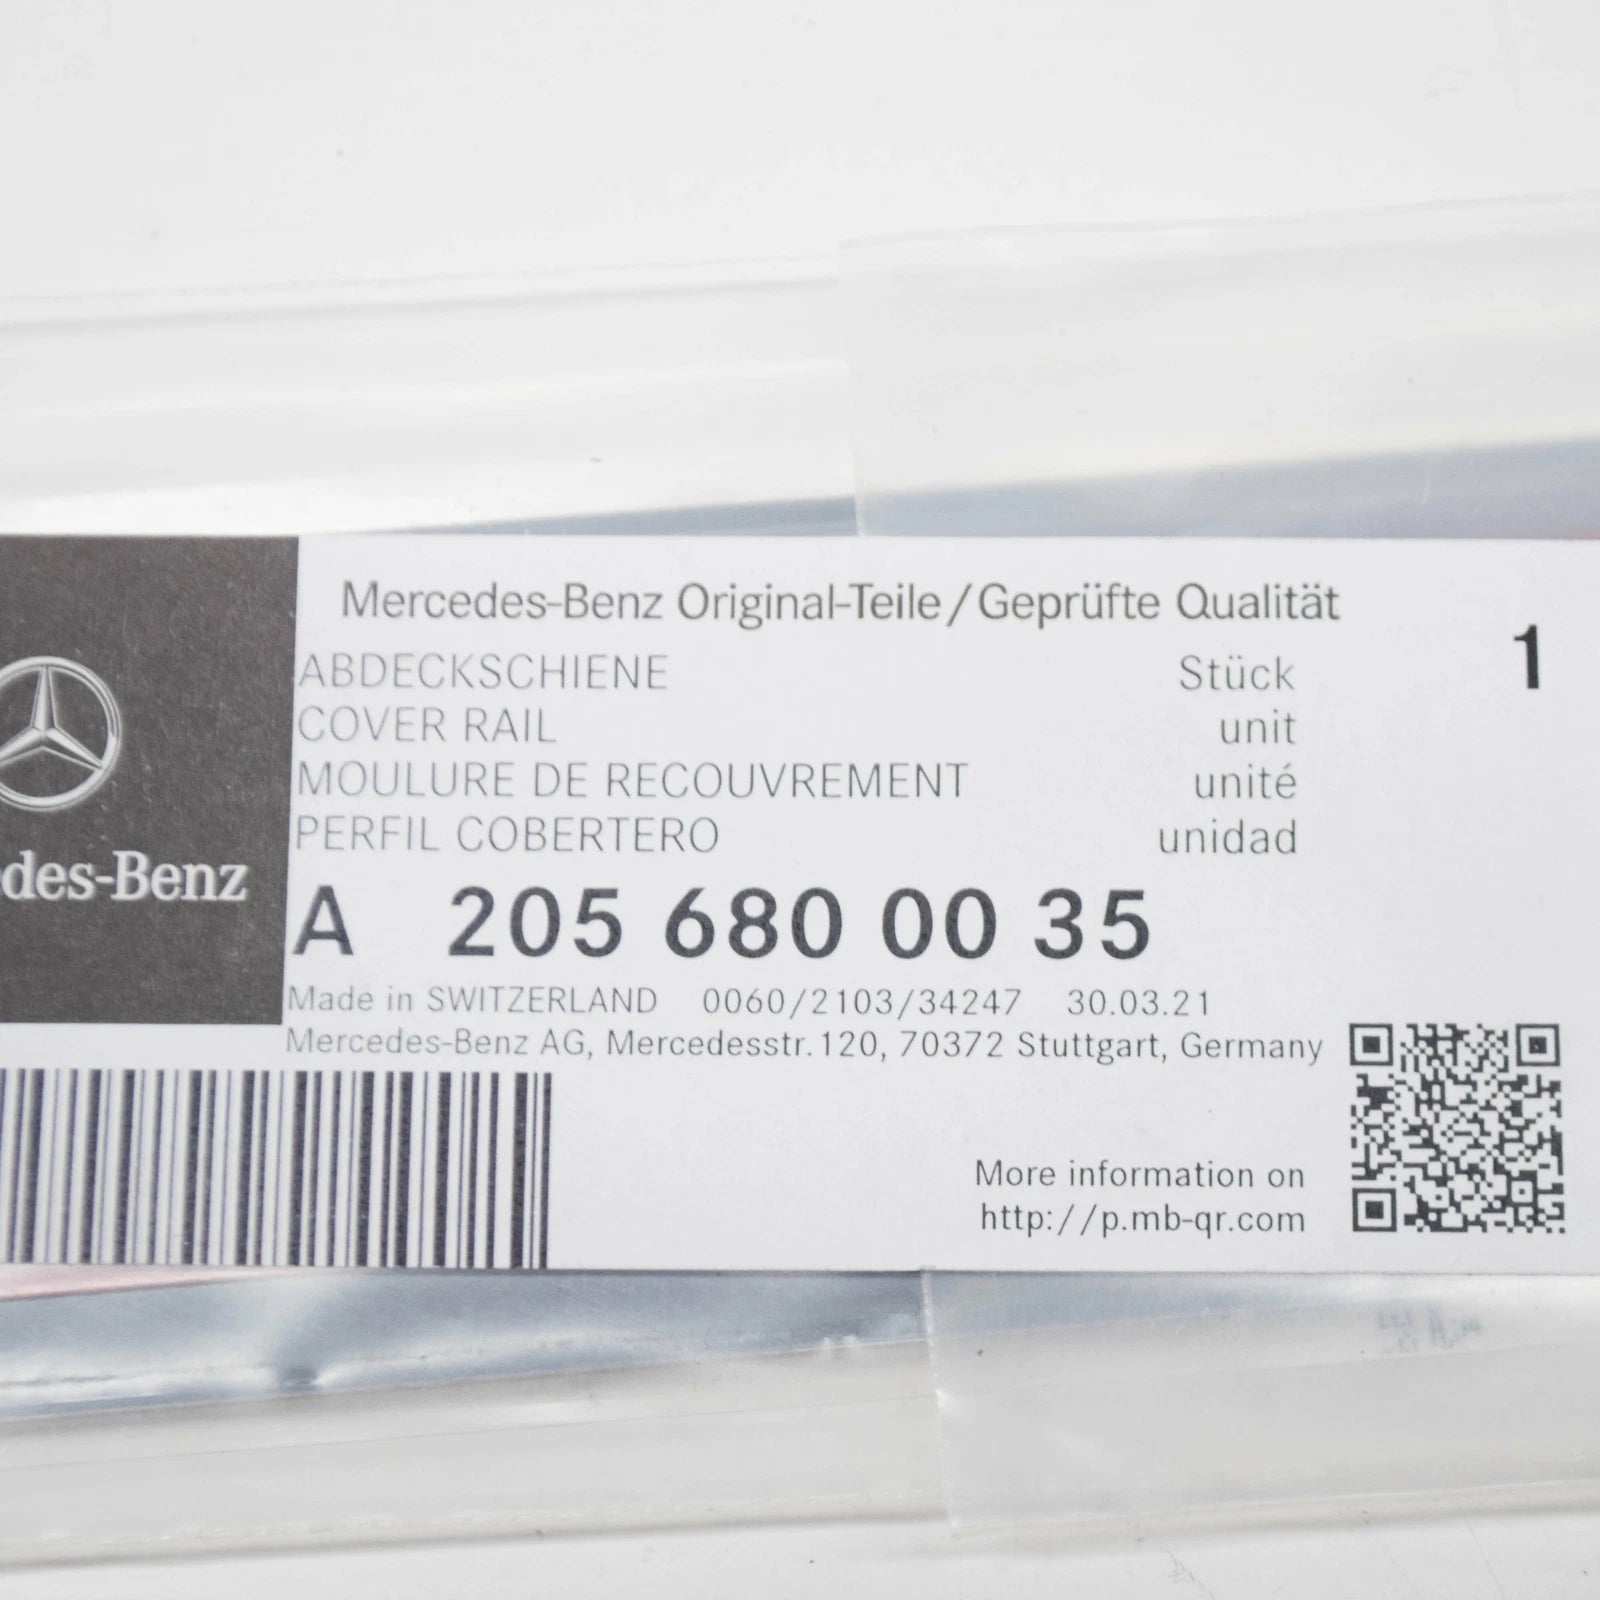 Mercedes-Benz Original-Teile/Geprüfte Qualität
ABDECKSCHIENE Stück 1
COVER RAIL unit
MOULURE DE RECOUVREMENT unité
PERFIL COBERTERO unidad
des-Benz
A 205 680 00 35
Made in SWITZERLAND 0060/2103/34247 30.03.21
Mercedes-Benz AG, Mercedesstr.120, 70372 Stuttgart, Germany
More information on
http://p.mb-qr.com